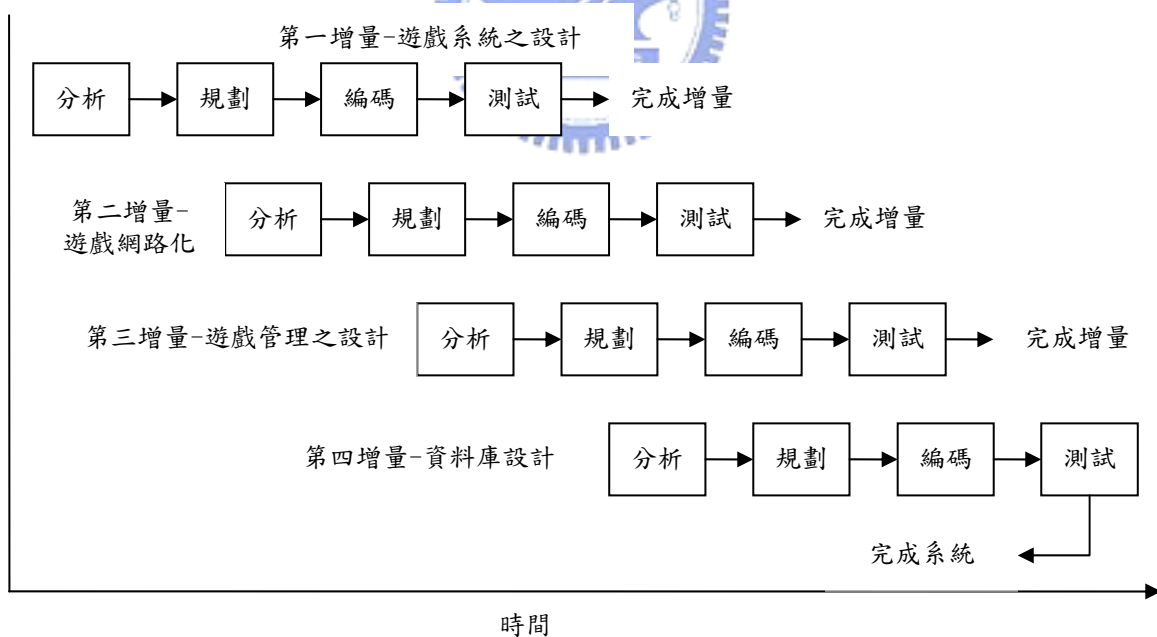 第一增量-遊戲系統之設計
分析 規劃 編碼 測試 完成增量
第二增量-
遊戲網路化
分析 規劃 編碼 測試 完成增量
第三增量-遊戲管理之設計 分析 規劃 編碼 測試 完成增量
第四增量-資料庫設計 分析 規劃 編碼 測試
完成系統
時間